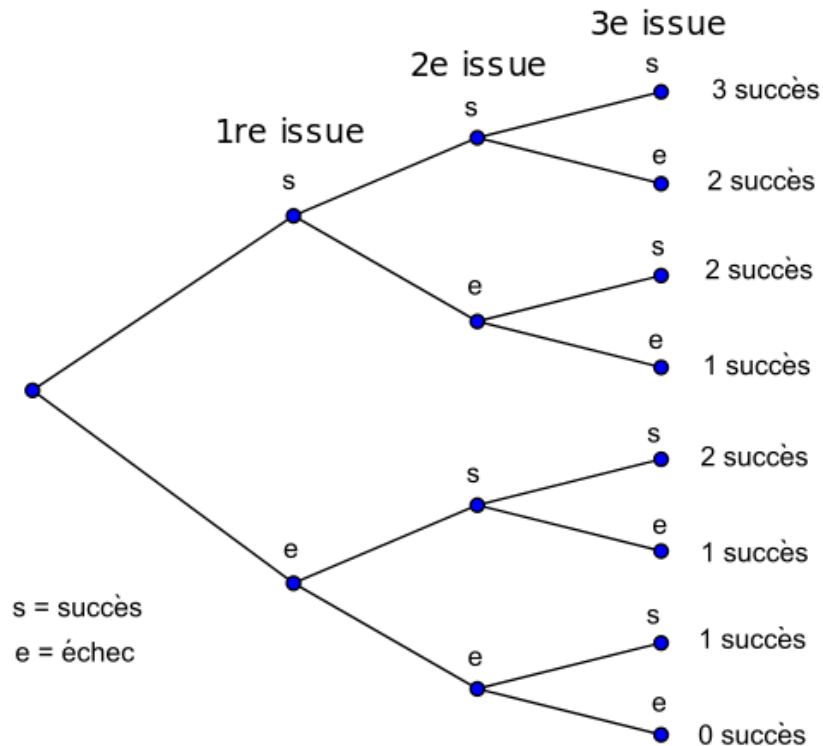 3e issue
2e issue
1re issue
s
3 succès
s
e
2 succès
s
s
2 succès
e
e
1 succès
s
2 succès
s
e
1 succès
e
s
1 succès
e
e
0 succès
s = succès
e = échec